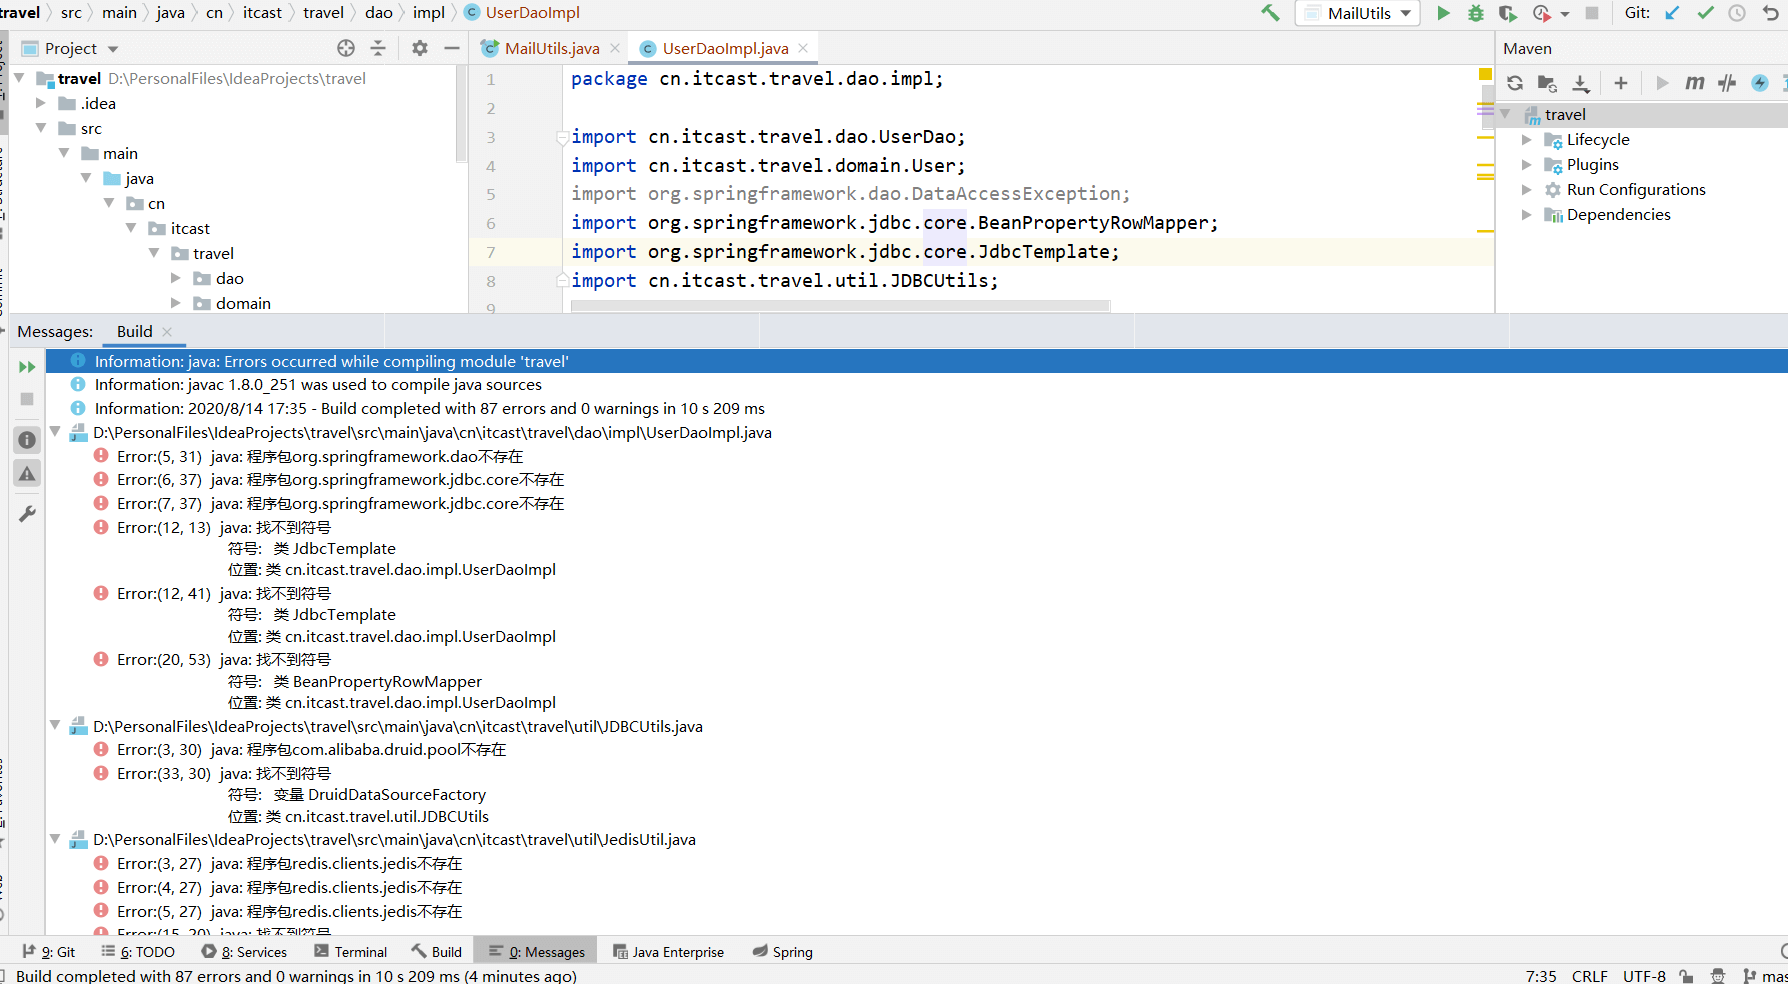 travel src main java cn itcast travel dao impl UserDaoImpl MailUtils Git:
Project MailUtils.java UserDaoImpl.java Maven
travel D:\PersonalFiles\IdeaProjects\travel
.idea
src
main
java
cn
itcast
travel
dao
domain
1 package cn.itcast.travel.dao.impl;
2
3 import cn.itcast.travel.dao.UserDao;
4 import cn.itcast.travel.domain.User;
5 import org.springframework.dao.DataAccessException;
6 import org.springframework.jdbc.core.BeanPropertyRowMapper;
7 import org.springframework.jdbc.core.JdbcTemplate;
8 import cn.itcast.travel.util.JDBCUtils;
9
travel
Lifecycle
Plugins
Run Configurations
Dependencies
Messages: Build
Information: java: Errors occurred while compiling module 'travel'
Information: javac 1.8.0_251 was used to compile java sources
Information: 2020/8/14 17:35 - Build completed with 87 errors and 0 warnings in 10 s 209 ms
D:\PersonalFiles\IdeaProjects\travel\src\main\java\cn\itcast\travel\dao\impl\UserDaoImpl.java
Error:(5, 31) java: 程序包org.springframework.dao不存在
Error:(6, 37) java: 程序包org.springframework.jdbc.core不存在
Error:(7, 37) java: 程序包org.springframework.jdbc.core不存在
Error:(12, 13) java: 找不到符号
符号: 类 JdbcTemplate
位置: 类 cn.itcast.travel.dao.impl.UserDaoImpl
Error:(12, 41) java: 找不到符号
符号: 类 JdbcTemplate
位置: 类 cn.itcast.travel.dao.impl.UserDaoImpl
Error:(20, 53) java: 找不到符号
符号: 类 BeanPropertyRowMapper
位置: 类 cn.itcast.travel.dao.impl.UserDaoImpl
D:\PersonalFiles\IdeaProjects\travel\src\main\java\cn\itcast\travel\util\JDBCUtils.java
Error:(3, 30) java: 程序包com.alibaba.druid.pool不存在
Error:(33, 30) java: 找不到符号
符号: 变量 DruidDataSourceFactory
位置: 类 cn.itcast.travel.util.JDBCUtils
D:\PersonalFiles\IdeaProjects\travel\src\main\java\cn\itcast\travel\util\JedisUtil.java
Error:(3, 27) java: 程序包redis.clients.jedis不存在
Error:(4, 27) java: 程序包redis.clients.jedis不存在
Error:(5, 27) java: 程序包redis.clients.jedis不存在
Error:(15, 20) java: 找不到符号
9: Git 6: TODO 8: Services Terminal Build 0: Messages Java Enterprise Spring
Build completed with 87 errors and 0 warnings in 10 s 209 ms (4 minutes ago) 7:35 CRLF UTF-8 mas